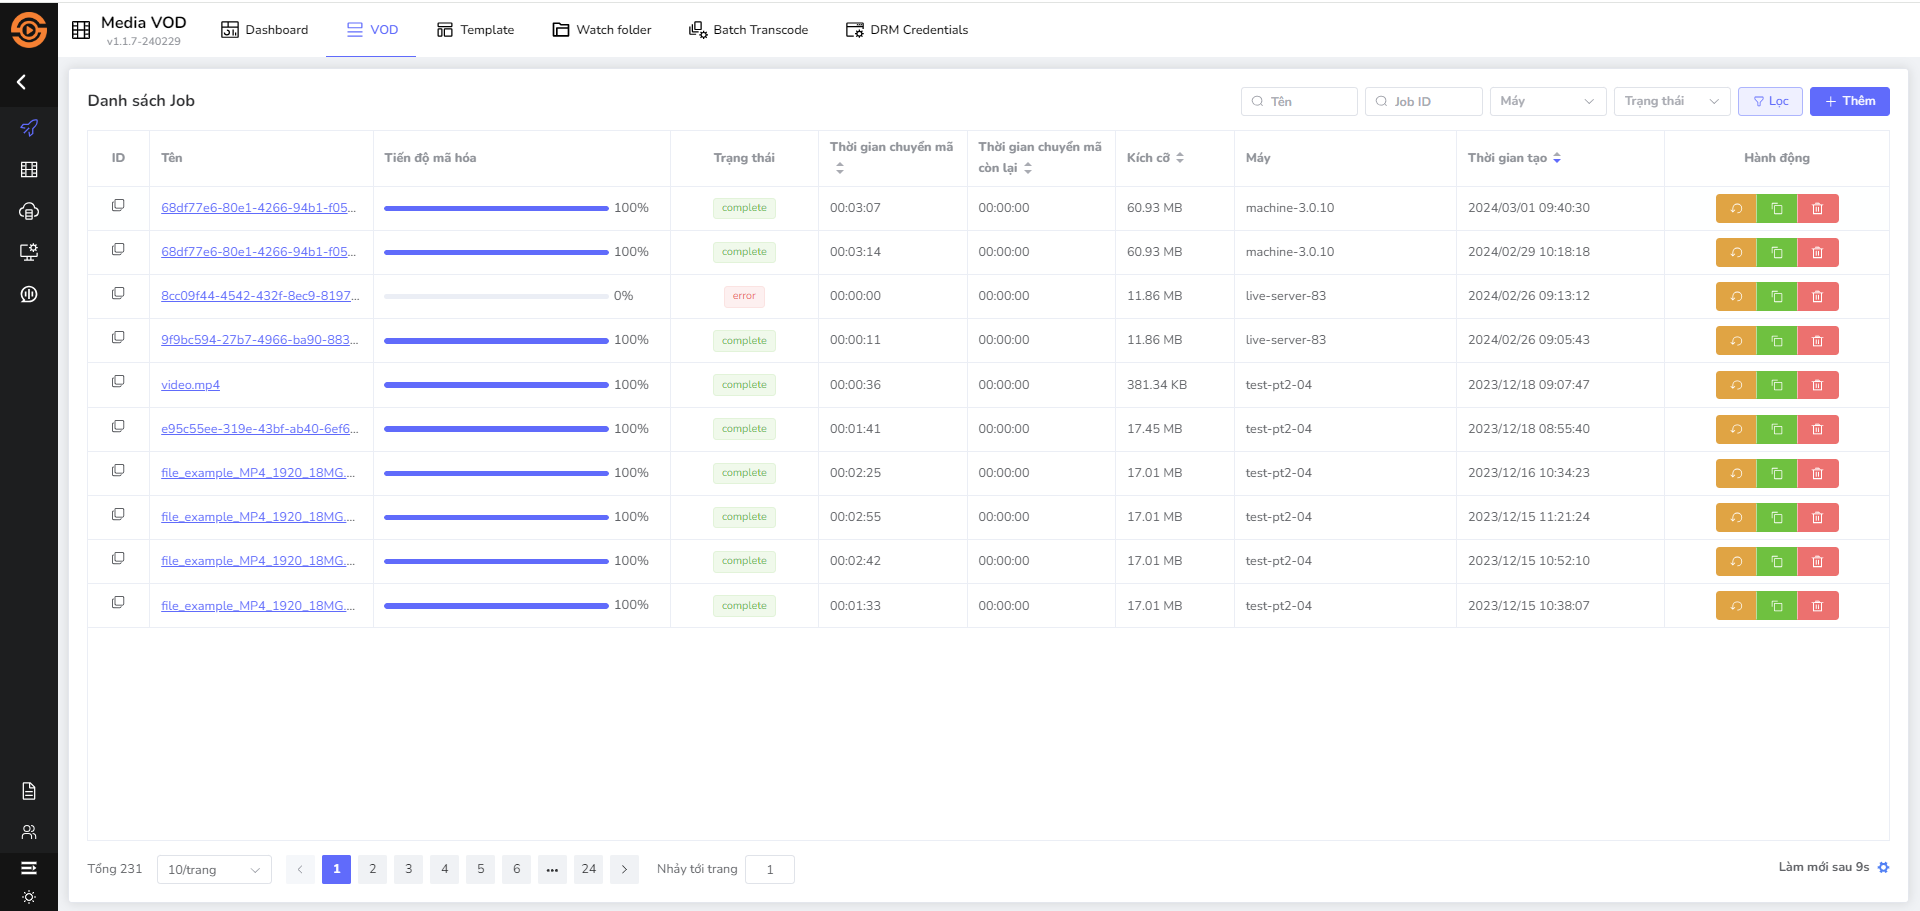 Media VOD
v1.1.7-240229
Dashboard
VOD
Template
Watch folder
Batch Transcode
DRM Credentials
Danh sách Job
Tên
Job ID
Máy
Trạng thái
Lọc
Thêm
ID
Tên
Tiến độ mã hóa
Trạng thái
Thời gian chuyển mã
Thời gian chuyển mã
còn lại
Kích cỡ
Máy
Thời gian tạo
Hành động
68df77e6-80e1-4266-94b1-f05... 100% complete 00:03:07 00:00:00 60.93 MB machine-3.0.10 2024/03/01 09:40:30
68df77e6-80e1-4266-94b1-f05... 100% complete 00:03:14 00:00:00 60.93 MB machine-3.0.10 2024/02/29 10:18:18
8cc09f44-4542-432f-8ec9-8197... 0% error 00:00:00 00:00:00 11.86 MB live-server-83 2024/02/26 09:13:12
9f9bc594-27b7-4966-ba90-883... 100% complete 00:00:11 00:00:00 11.86 MB live-server-83 2024/02/26 09:05:43
video.mp4 100% complete 00:00:36 00:00:00 381.34 KB test-pt2-04 2023/12/18 09:07:47
e95c55ee-319e-43bf-ab40-6ef6... 100% complete 00:01:41 00:00:00 17.45 MB test-pt2-04 2023/12/18 08:55:40
file_example_MP4_1920_18MG.... 100% complete 00:02:25 00:00:00 17.01 MB test-pt2-04 2023/12/16 10:34:23
file_example_MP4_1920_18MG.... 100% complete 00:02:55 00:00:00 17.01 MB test-pt2-04 2023/12/15 11:21:24
file_example_MP4_1920_18MG.... 100% complete 00:02:42 00:00:00 17.01 MB test-pt2-04 2023/12/15 10:52:10
file_example_MP4_1920_18MG.... 100% complete 00:01:33 00:00:00 17.01 MB test-pt2-04 2023/12/15 10:38:07
Tổng 231
10/trang
1 2 3 4 5 6 ••• 24
Nhảy tới trang 1
Làm mới sau 9s